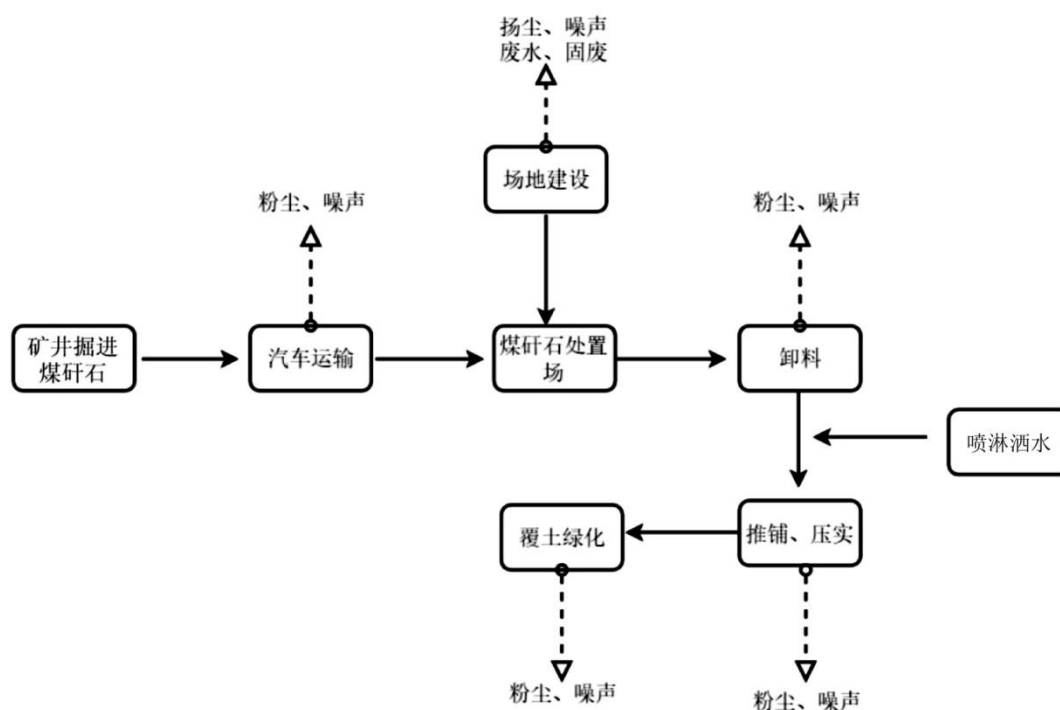 扬尘、噪声
废水、固废
场地建设
粉尘、噪声
粉尘、噪声
矿井掘进
煤矸石
汽车运输
煤矸石处置
场
卸料
喷淋洒水
覆土绿化
推铺、压实
粉尘、噪声
粉尘、噪声